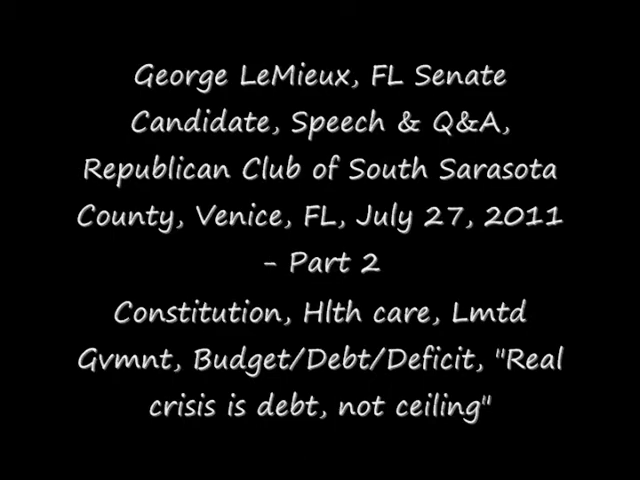 George LeMieux, FL Senate
Candidate, Speech & Q&A,
Republican Club of South Sarasota
County, Venice, FL, July 27, 2011
- Part 2
Constitution, Hlth care, Lmtd
Gvmnt, Budget/Debt/Deficit, "Real
crisis is debt, not ceiling"